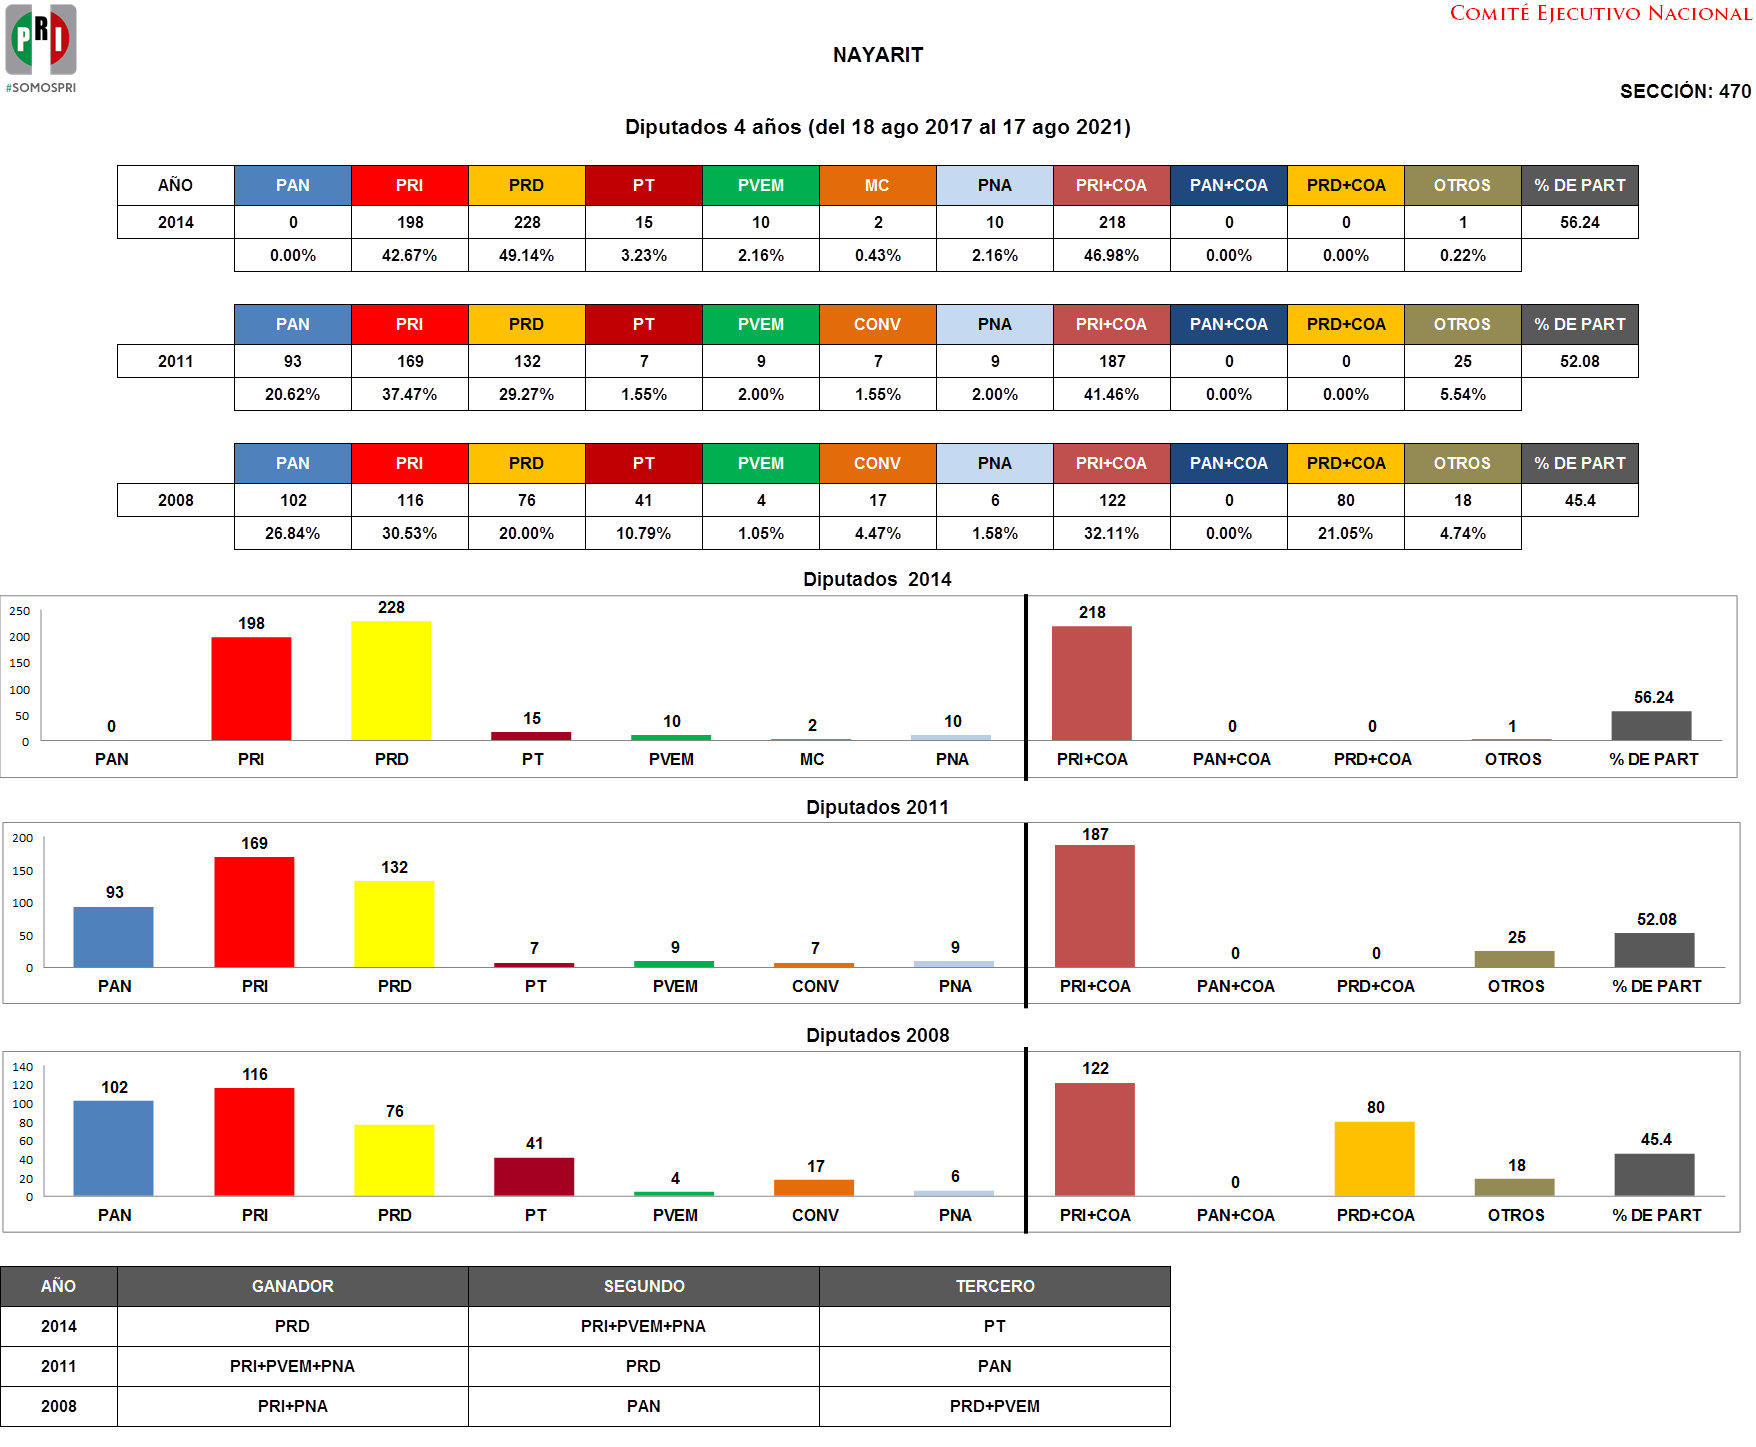 PRI
#SOMOSPRI
COMITÉ EJECUTIVO NACIONAL
NAYARIT
SECCIÓN: 470
Diputados 4 años (del 18 ago 2017 al 17 ago 2021)
AÑO PAN PRI PRD PT PVEM MC PNA PRI+COA PAN+COA PRD+COA OTROS % DE PART
2014 0 198 228 15 10 2 10 218 0 0 1 56.24
0.00% 42.67% 49.14% 3.23% 2.16% 0.43% 2.16% 46.98% 0.00% 0.00% 0.22%
PAN PRI PRD PT PVEM CONV PNA PRI+COA PAN+COA PRD+COA OTROS % DE PART
2011 93 169 132 7 9 7 9 187 0 0 25 52.08
20.62% 37.47% 29.27% 1.55% 2.00% 1.55% 2.00% 41.46% 0.00% 0.00% 5.54%
PAN PRI PRD PT PVEM CONV PNA PRI+COA PAN+COA PRD+COA OTROS % DE PART
2008 102 116 76 41 4 17 6 122 0 80 18 45.4
26.84% 30.53% 20.00% 10.79% 1.05% 4.47% 1.58% 32.11% 0.00% 21.05% 4.74%
Diputados 2014
250
200
150
100
50
0
0 198 228 15 10 2 10 218 0 0 1 56.24
PAN PRI PRD PT PVEM MC PNA PRI+COA PAN+COA PRD+COA OTROS % DE PART
Diputados 2011
200
150
100
50
0
93 169 132 7 9 7 9 187 0 0 25 52.08
PAN PRI PRD PT PVEM CONV PNA PRI+COA PAN+COA PRD+COA OTROS % DE PART
Diputados 2008
140
120
100
80
60
40
20
0
102 116 76 41 4 17 6 122 0 80 18 45.4
PAN PRI PRD PT PVEM CONV PNA PRI+COA PAN+COA PRD+COA OTROS % DE PART
AÑO GANADOR SEGUNDO TERCERO
2014 PRD PRI+PVEM+PNA PT
2011 PRI+PVEM+PNA PRD PAN
2008 PRI+PNA PAN PRD+PVEM